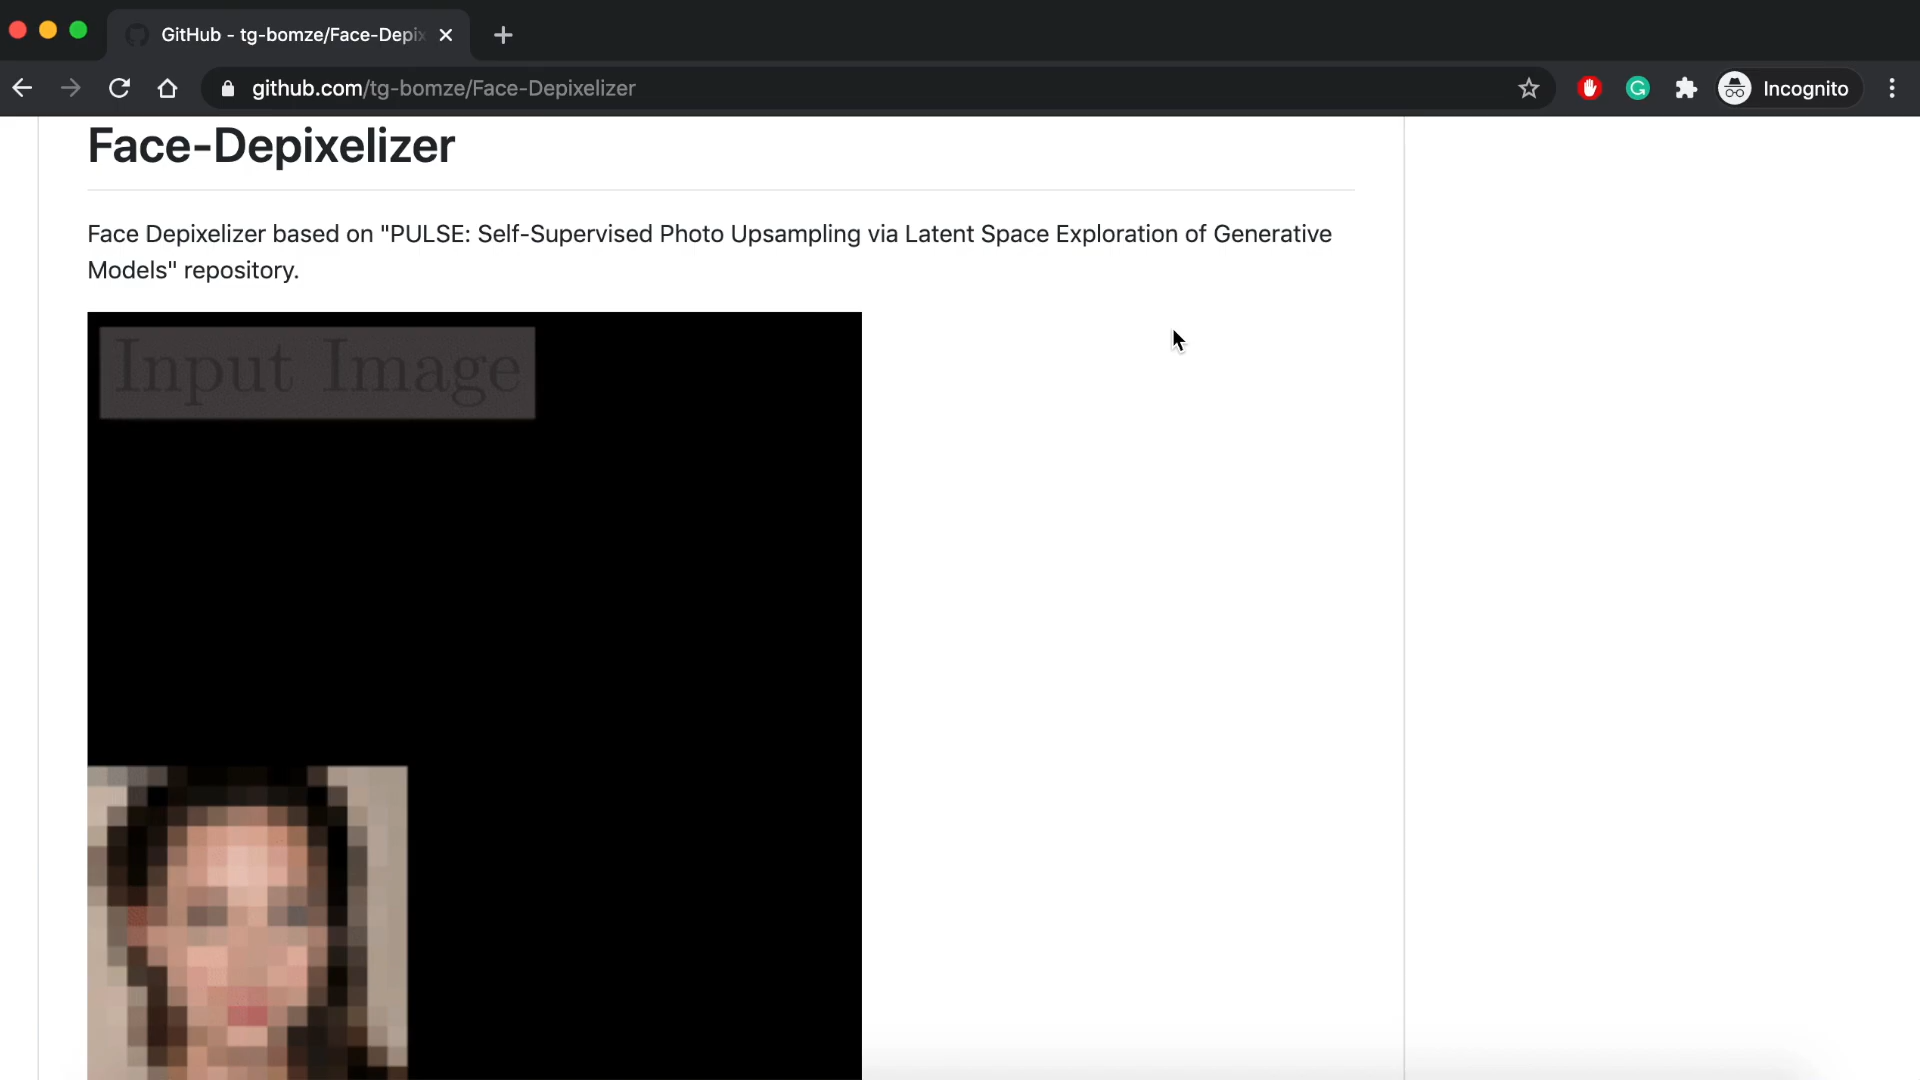 GitHub - tg-bomze/Face-Depix
github.com/tg-bomze/Face-Depixelizer
Incognito
Face-Depixelizer
Face Depixelizer based on "PULSE: Self-Supervised Photo Upsampling via Latent Space Exploration of Generative
Models" repository.
Input Image